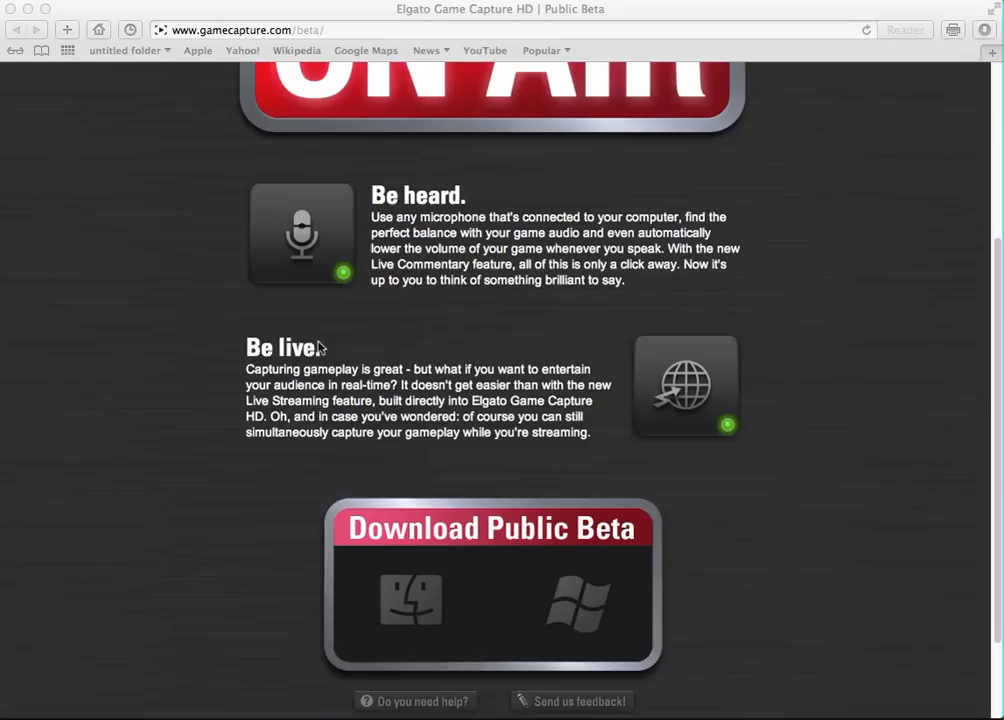 Elgato Game Capture HD | Public Beta
www.gamecapture.com/beta/
Reader
untitled folder Apple Yahoo! Wikipedia Google Maps News YouTube Popular
ON AIR
Be heard.
Use any microphone that's connected to your computer, find the
perfect balance with your game audio and even automatically
lower the volume of your game whenever you speak. With the new
Live Commentary feature, all of this is only a click away. Now it's
up to you to think of something brilliant to say.
Be live.
Capturing gameplay is great - but what if you want to entertain
your audience in real-time? It doesn't get easier than with the new
Live Streaming feature, built directly into Elgato Game Capture
HD. Oh, and in case you've wondered: of course you can still
simultaneously capture your gameplay while you're streaming.
Download Public Beta
Do you need help?
Send us feedback!